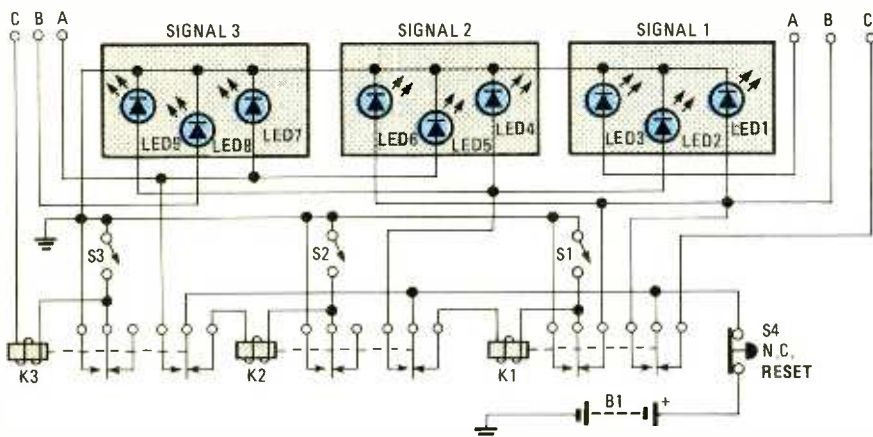 C B A
SIGNAL 3
SIGNAL 2
SIGNAL 1
A B C
LED9
LED8
LED7
LED6
LED5
LED4
LED3
LED2
LED1
S3
S2
S1
S4
N.C.
RESET
K3
K2
K1
B1
+